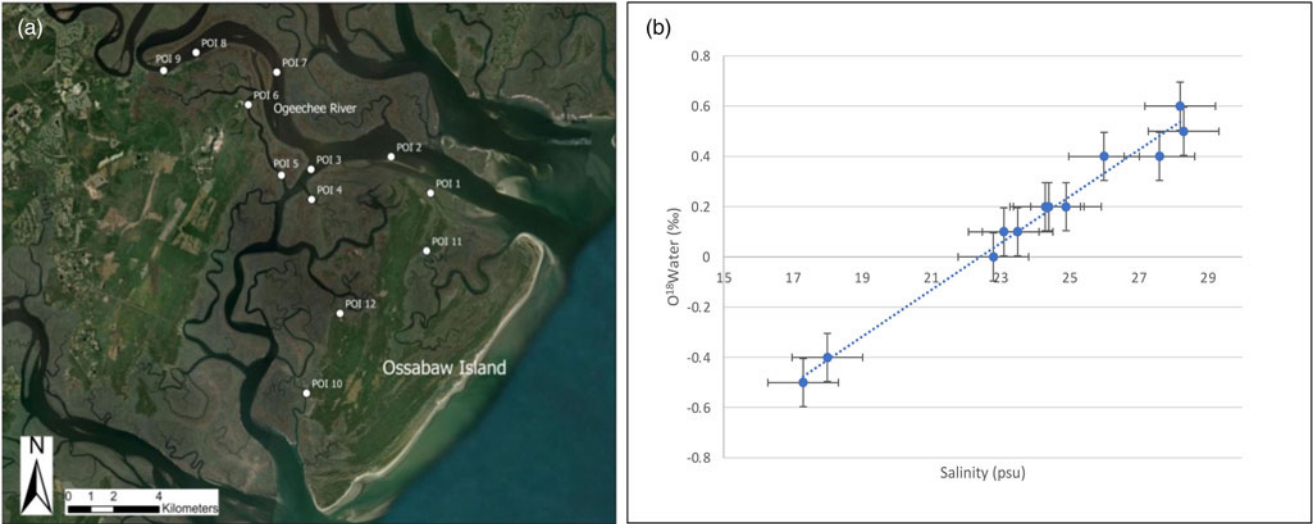 (a)
POI 8
POI 9
POI 7
POI 6
Ogeechee River
POI 2
POI 3
POI 5
POI 1
POI 4
POI 11
POI 12
Ossabaw Island
POI 10
N
0 1 2 4
Kilometers
(b)
0.8
0.6
0.4
0.2
0
-0.2
-0.4
-0.6
-0.8
15 17 19 21 23 25 27 29
O¹⁸Water (‰)
Salinity (psu)